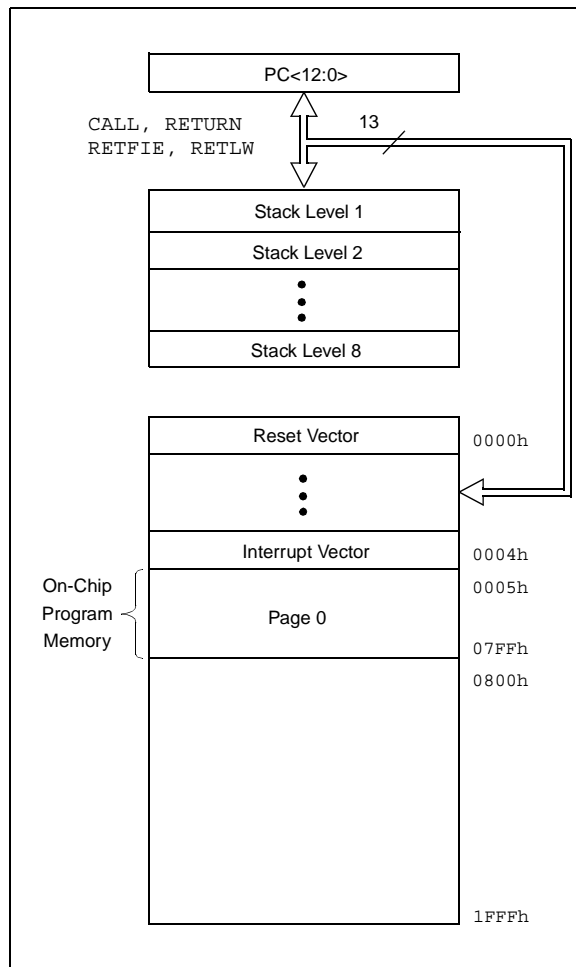 PC<12:0>
CALL, RETURN
RETFIE, RETLW
13
Stack Level 1
Stack Level 2
Stack Level 8
Reset Vector
0000h
Interrupt Vector
0004h
On-Chip
Program
Memory
0005h
Page 0
07FFh
0800h
1FFFh